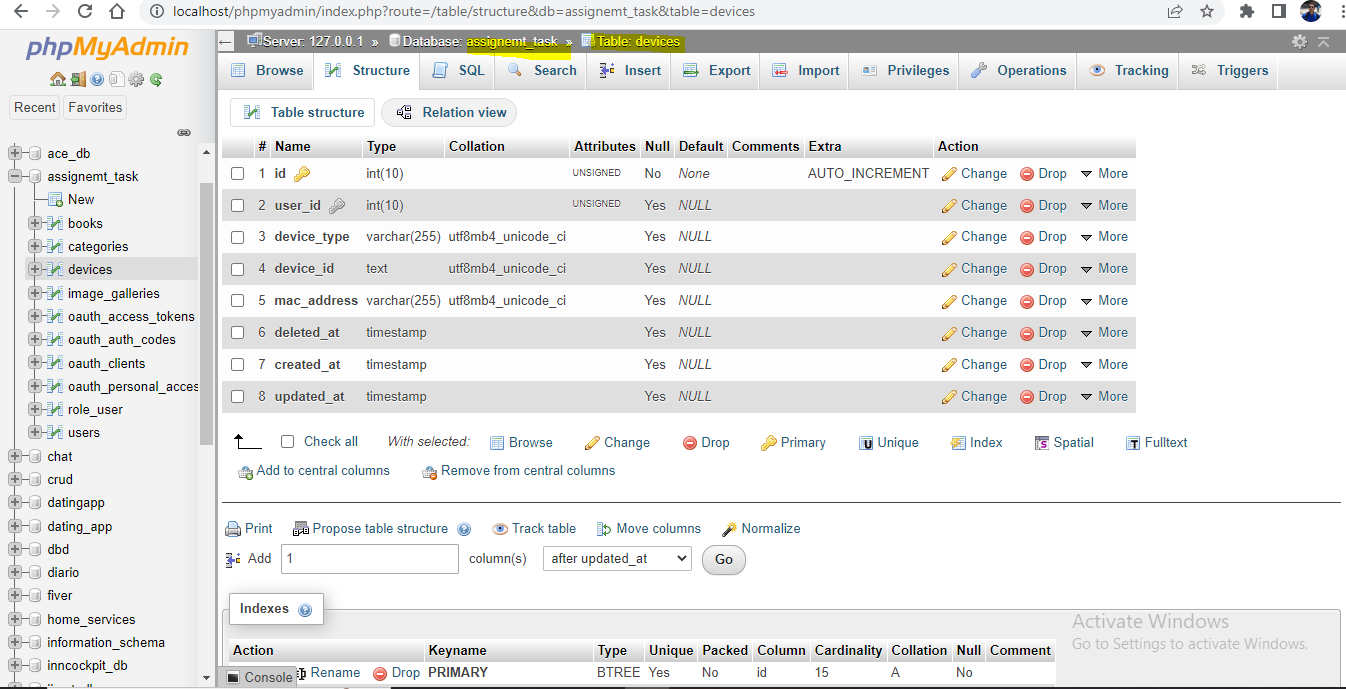 localhost/phpmyadmin/index.php?route=/table/structure&db=assignemt_task&table=devices
phpMyAdmin
Recent Favorites
ace_db
assignemt_task
New
books
categories
devices
image_galleries
oauth_access_tokens
oauth_auth_codes
oauth_clients
oauth_personal_acces
role_user
users
chat
crud
datingapp
dating_app
dbd
diario
fiver
home_services
information_schema
inncockpit_db
Server: 127.0.0.1 » Database: assignemt_task » Table: devices
Browse Structure SQL Search Insert Export Import Privileges Operations Tracking Triggers
Table structure Relation view
# Name Type Collation Attributes Null Default Comments Extra Action
1 id int(10) UNSIGNED No None AUTO_INCREMENT Change Drop More
2 user_id int(10) UNSIGNED Yes NULL Change Drop More
3 device_type varchar(255) utf8mb4_unicode_ci Yes NULL Change Drop More
4 device_id text utf8mb4_unicode_ci Yes NULL Change Drop More
5 mac_address varchar(255) utf8mb4_unicode_ci Yes NULL Change Drop More
6 deleted_at timestamp Yes NULL Change Drop More
7 created_at timestamp Yes NULL Change Drop More
8 updated_at timestamp Yes NULL Change Drop More
Check all With selected: Browse Change Drop Primary Unique Index Spatial Fulltext
Add to central columns Remove from central columns
Print Propose table structure Track table Move columns Normalize
Add 1 column(s) after updated_at Go
Indexes
Action Keyname Type Unique Packed Column Cardinality Collation Null Comment
Rename Drop PRIMARY BTREE Yes No id 15 A No
Console
Activate Windows
Go to Settings to activate Windows.